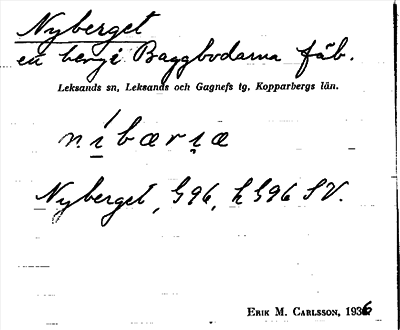 Nyberget
en berg i Baggbodarna fäb.
Leksands sn, Leksands och Gagnefs tg, Kopparbergs län.
níbæriæ
Nyberget, G96, h G96 SV.
ERIK M. CARLSSON, 1936